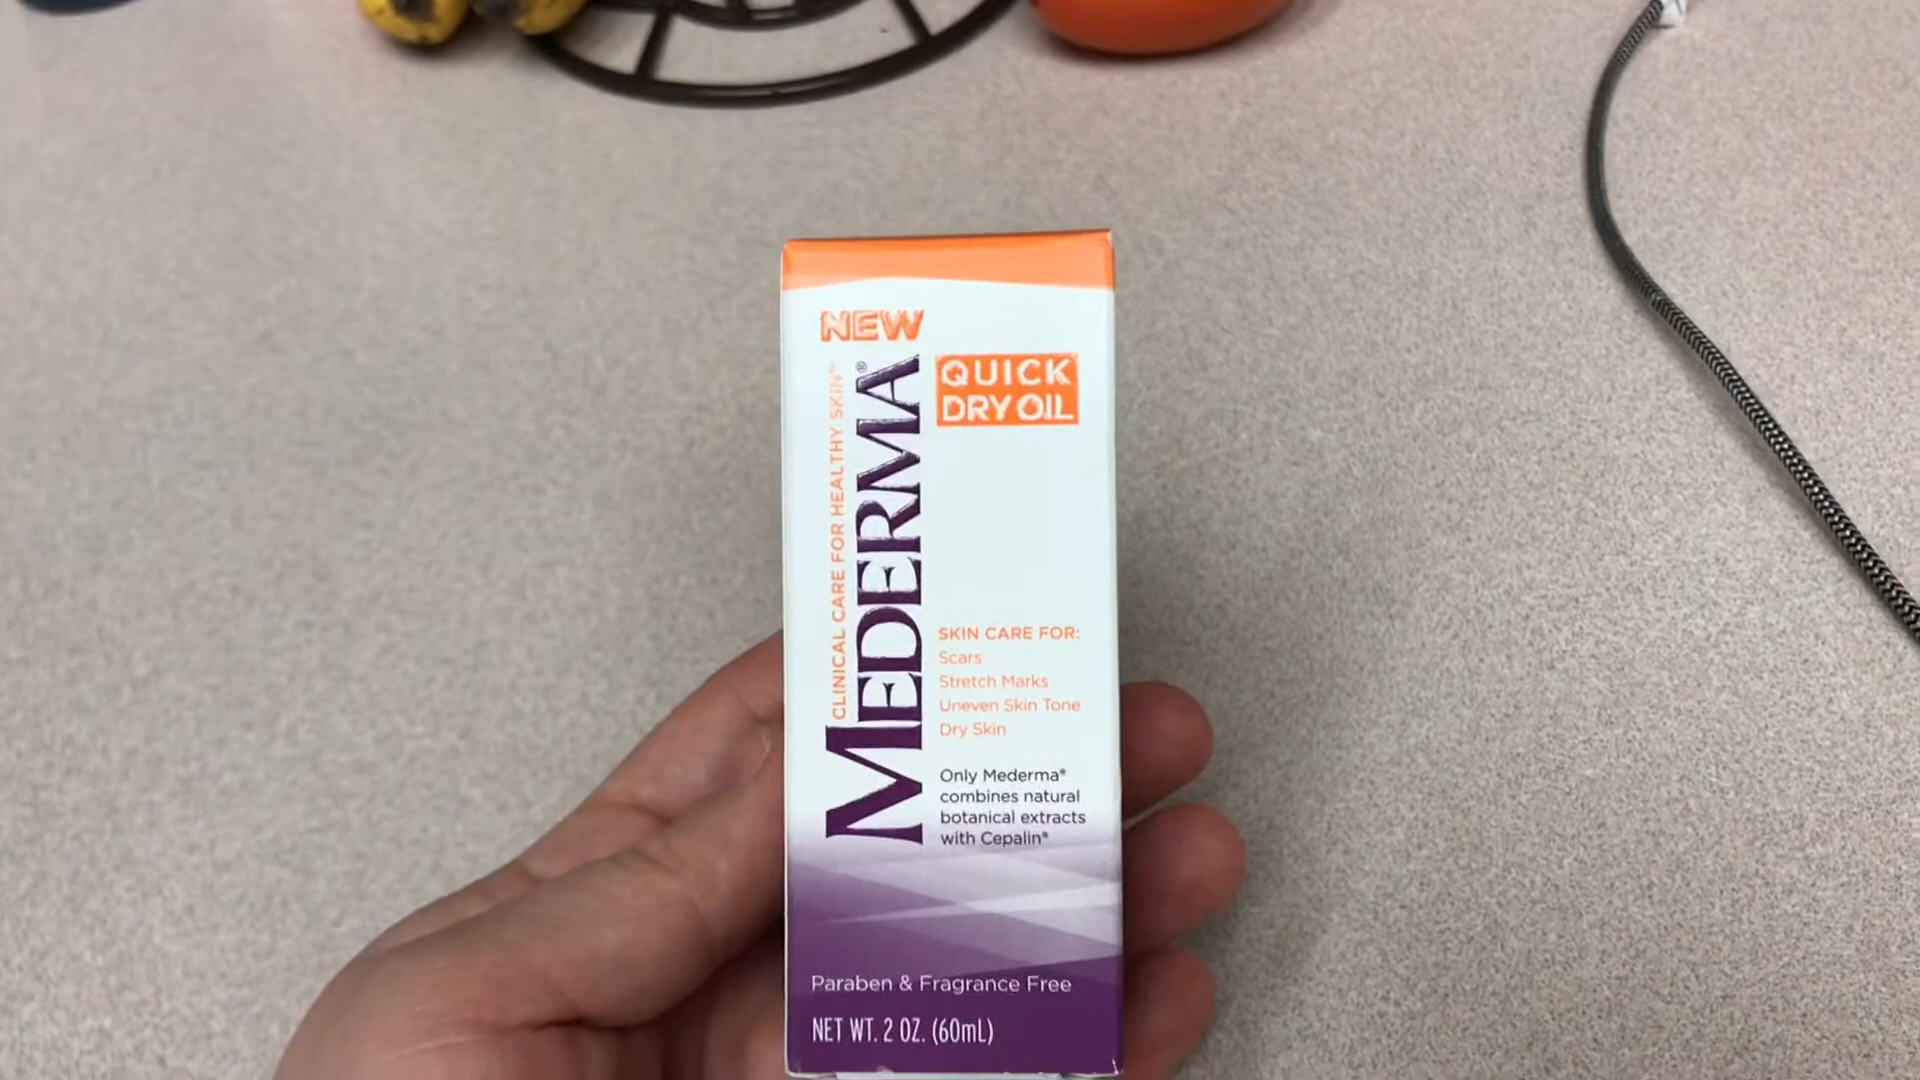 NEW
CLINICAL CARE FOR HEALTHY SKIN™
MEDERMA®
QUICK
DRY OIL
SKIN CARE FOR:
Scars
Stretch Marks
Uneven Skin Tone
Dry Skin
Only Mederma®
combines natural
botanical extracts
with Cepalin®
Paraben & Fragrance Free
NET WT. 2 OZ. (60mL)